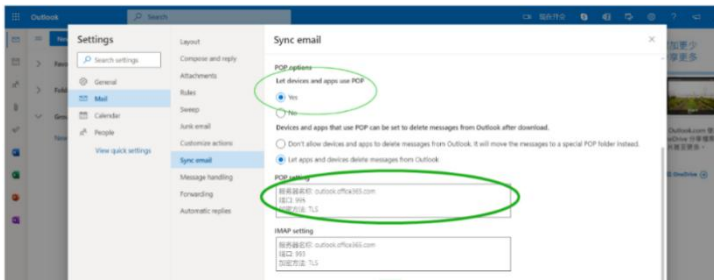 Outlook
Search
Settings
Search settings
General
Mail
Calendar
People
View quick settings
Layout
Compose and reply
Attachments
Rules
Sweep
Junk email
Customize actions
Sync email
Message handling
Forwarding
Automatic replies
Sync email
POP options
Let devices and apps use POP
Yes
No
Devices and apps that use POP can be set to delete messages from Outlook after download.
Don't allow devices and apps to delete messages from Outlook. It will move the messages to a special POP folder instead.
Let apps and devices delete messages from Outlook
POP setting
服务器名称: outlook.office365.com
端口: 995
加密方法: TLS
IMAP setting
服务器名称: outlook.office365.com
端口: 993
加密方法: TLS